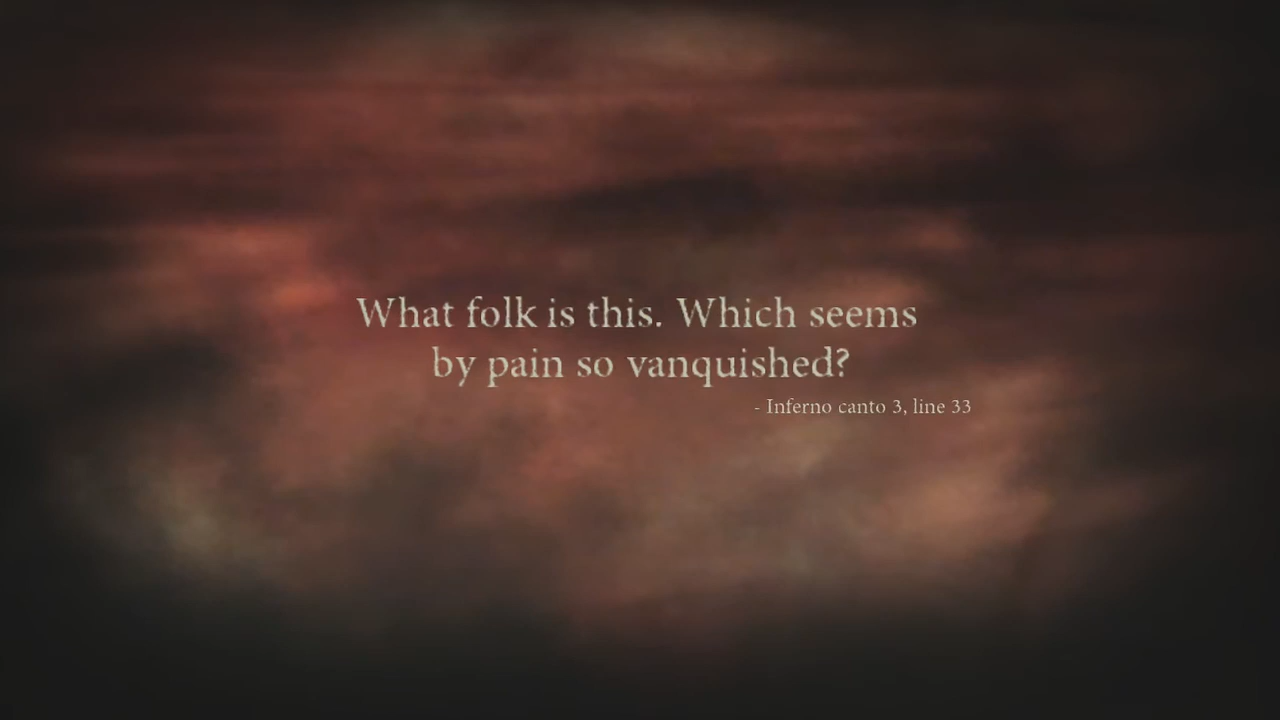 What folk is this. Which seems
by pain so vanquished?
- Inferno canto 3, line 33